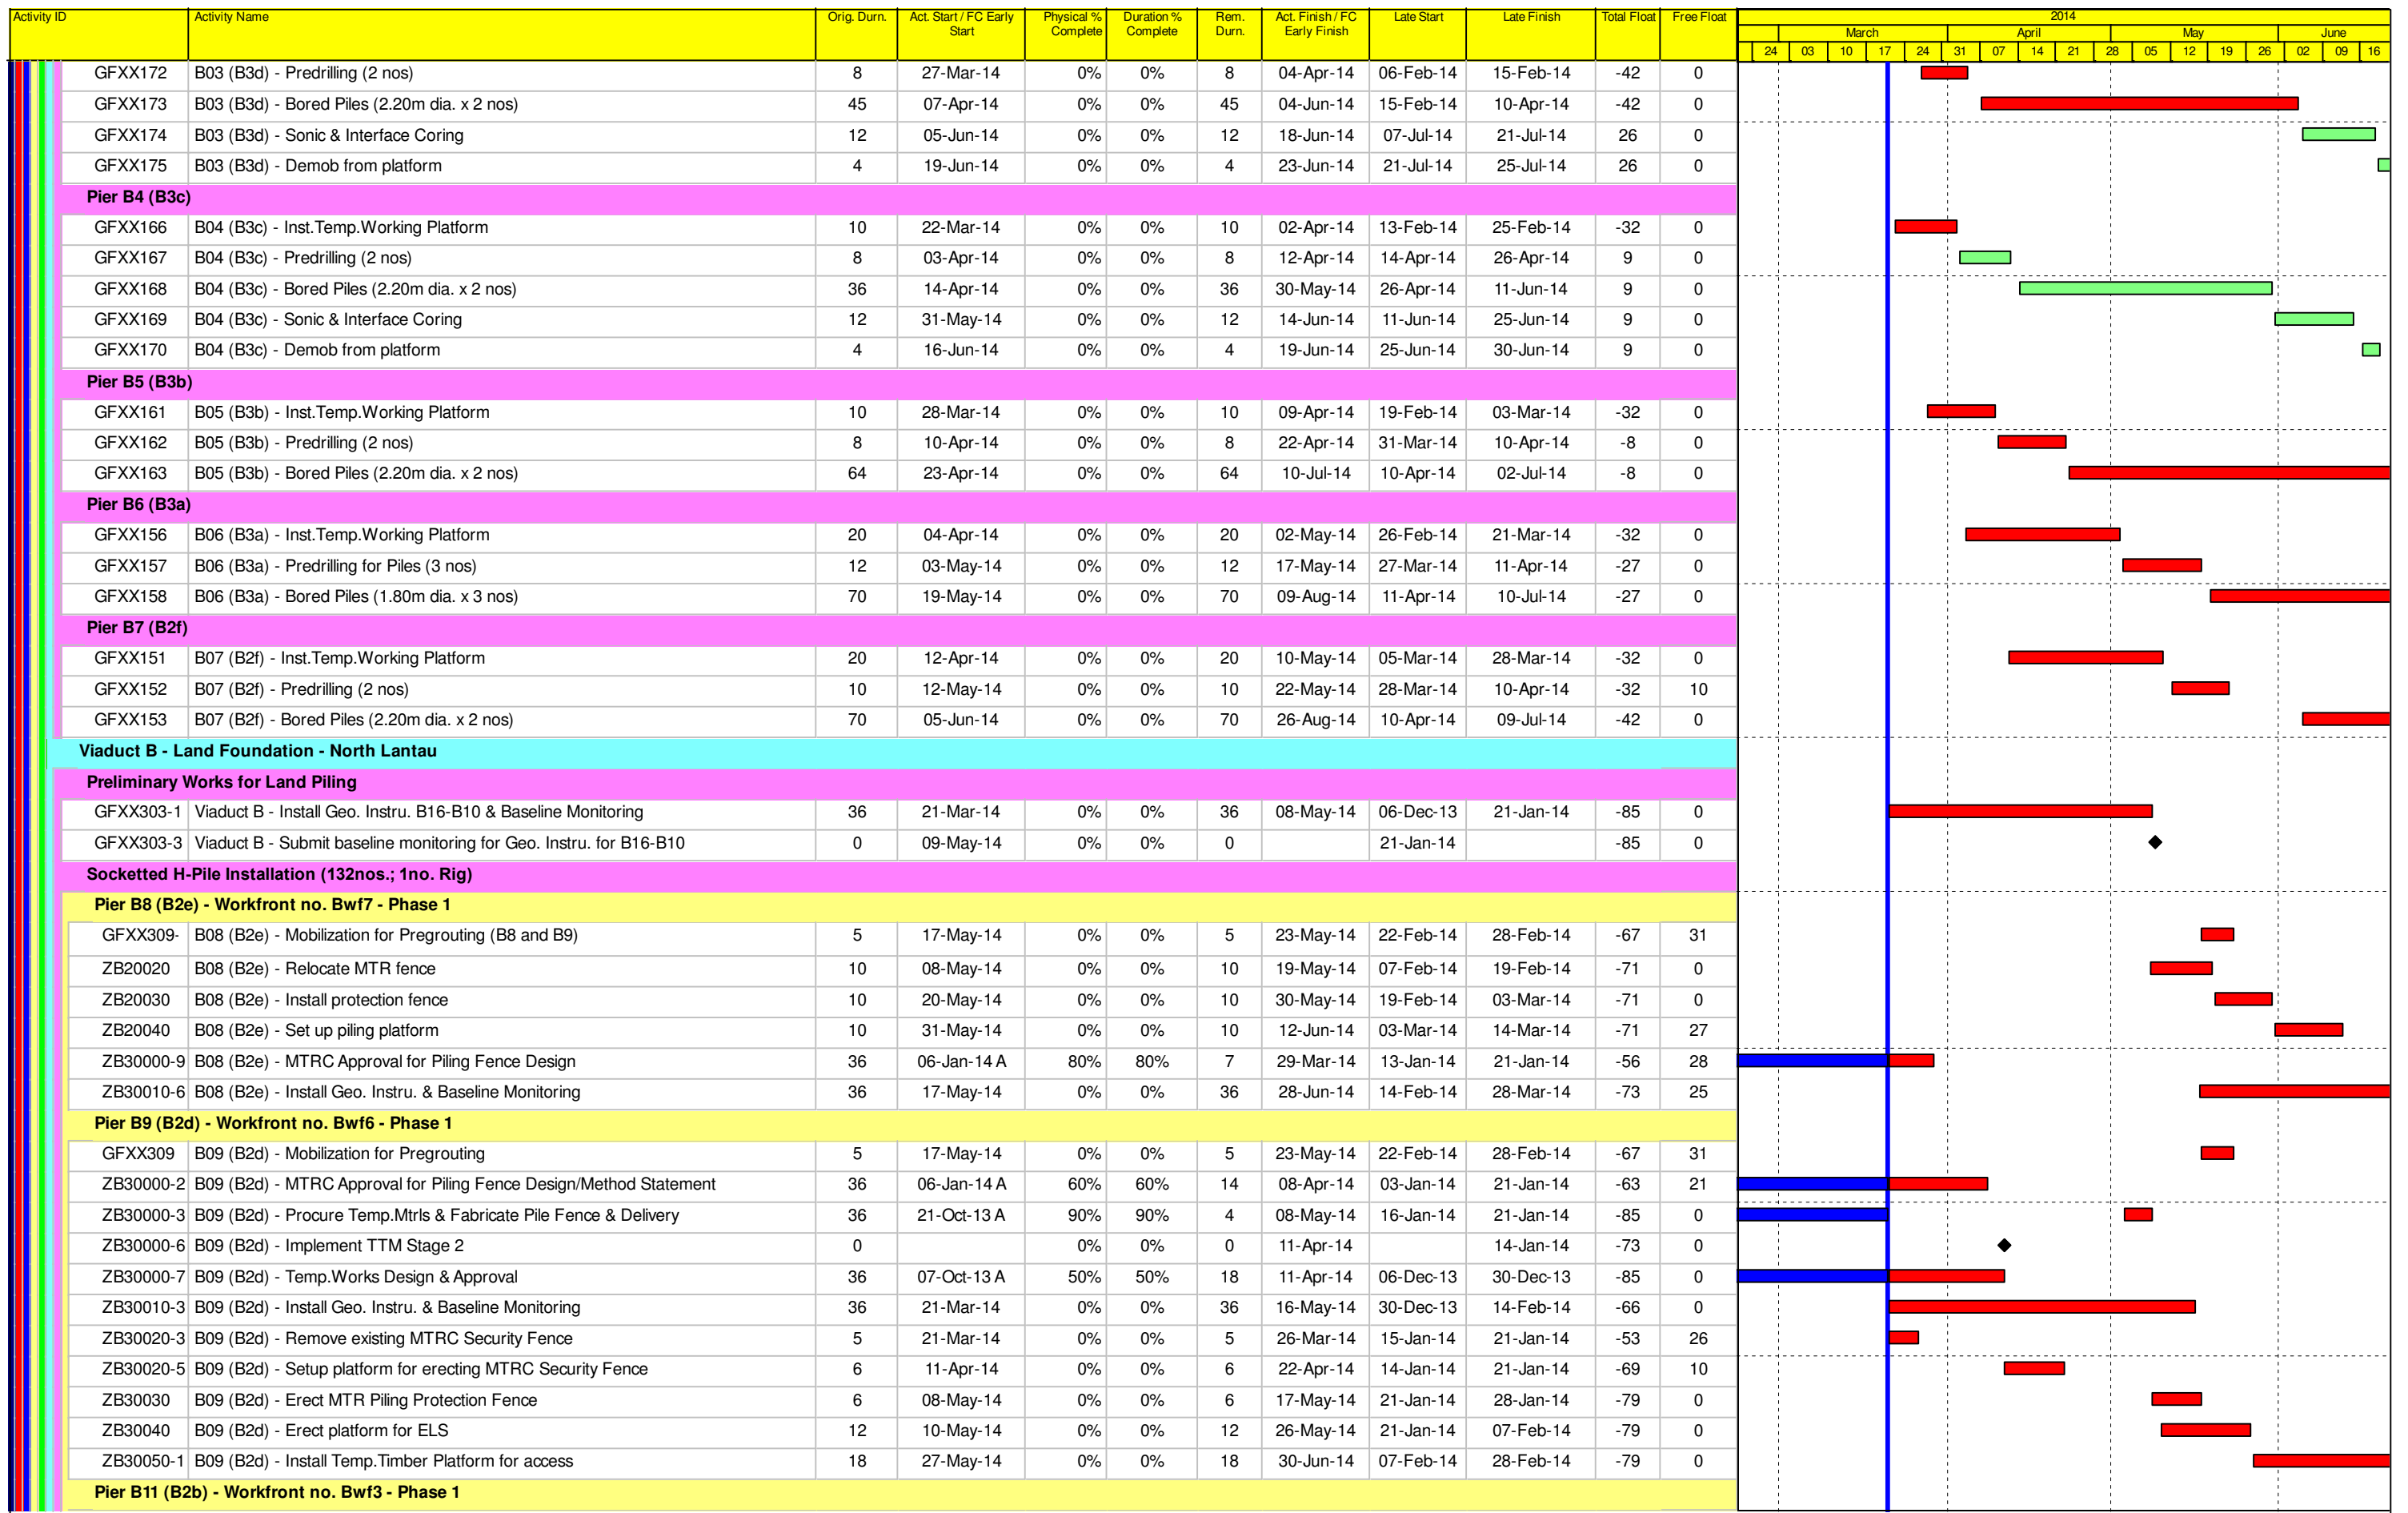 Activity ID Activity Name Orig. Durn. Act. Start / FC Early Start Physical % Complete Duration % Complete Rem. Durn. Act. Finish / FC Early Finish Late Start Late Finish Total Float Free Float 2014
March April May June
24 03 10 17 24 31 07 14 21 28 05 12 19 26 02 09 16
GFXX172 B03 (B3d) - Predrilling (2 nos) 8 27-Mar-14 0% 0% 8 04-Apr-14 06-Feb-14 15-Feb-14 -42 0
GFXX173 B03 (B3d) - Bored Piles (2.20m dia. x 2 nos) 45 07-Apr-14 0% 0% 45 04-Jun-14 15-Feb-14 10-Apr-14 -42 0
GFXX174 B03 (B3d) - Sonic & Interface Coring 12 05-Jun-14 0% 0% 12 18-Jun-14 07-Jul-14 21-Jul-14 26 0
GFXX175 B03 (B3d) - Demob from platform 4 19-Jun-14 0% 0% 4 23-Jun-14 21-Jul-14 25-Jul-14 26 0
Pier B4 (B3c)
GFXX166 B04 (B3c) - Inst.Temp.Working Platform 10 22-Mar-14 0% 0% 10 02-Apr-14 13-Feb-14 25-Feb-14 -32 0
GFXX167 B04 (B3c) - Predrilling (2 nos) 8 03-Apr-14 0% 0% 8 12-Apr-14 14-Apr-14 26-Apr-14 9 0
GFXX168 B04 (B3c) - Bored Piles (2.20m dia. x 2 nos) 36 14-Apr-14 0% 0% 36 30-May-14 26-Apr-14 11-Jun-14 9 0
GFXX169 B04 (B3c) - Sonic & Interface Coring 12 31-May-14 0% 0% 12 14-Jun-14 11-Jun-14 25-Jun-14 9 0
GFXX170 B04 (B3c) - Demob from platform 4 16-Jun-14 0% 0% 4 19-Jun-14 25-Jun-14 30-Jun-14 9 0
Pier B5 (B3b)
GFXX161 B05 (B3b) - Inst.Temp.Working Platform 10 28-Mar-14 0% 0% 10 09-Apr-14 19-Feb-14 03-Mar-14 -32 0
GFXX162 B05 (B3b) - Predrilling (2 nos) 8 10-Apr-14 0% 0% 8 22-Apr-14 31-Mar-14 10-Apr-14 -8 0
GFXX163 B05 (B3b) - Bored Piles (2.20m dia. x 2 nos) 64 23-Apr-14 0% 0% 64 10-Jul-14 10-Apr-14 02-Jul-14 -8 0
Pier B6 (B3a)
GFXX156 B06 (B3a) - Inst.Temp.Working Platform 20 04-Apr-14 0% 0% 20 02-May-14 26-Feb-14 21-Mar-14 -32 0
GFXX157 B06 (B3a) - Predrilling for Piles (3 nos) 12 03-May-14 0% 0% 12 17-May-14 27-Mar-14 11-Apr-14 -27 0
GFXX158 B06 (B3a) - Bored Piles (1.80m dia. x 3 nos) 70 19-May-14 0% 0% 70 09-Aug-14 11-Apr-14 10-Jul-14 -27 0
Pier B7 (B2f)
GFXX151 B07 (B2f) - Inst.Temp.Working Platform 20 12-Apr-14 0% 0% 20 10-May-14 05-Mar-14 28-Mar-14 -32 0
GFXX152 B07 (B2f) - Predrilling (2 nos) 10 12-May-14 0% 0% 10 22-May-14 28-Mar-14 10-Apr-14 -32 10
GFXX153 B07 (B2f) - Bored Piles (2.20m dia. x 2 nos) 70 05-Jun-14 0% 0% 70 26-Aug-14 10-Apr-14 09-Jul-14 -42 0
Viaduct B - Land Foundation - North Lantau
Preliminary Works for Land Piling
GFXX303-1 Viaduct B - Install Geo. Instru. B16-B10 & Baseline Monitoring 36 21-Mar-14 0% 0% 36 08-May-14 06-Dec-13 21-Jan-14 -85 0
GFXX303-3 Viaduct B - Submit baseline monitoring for Geo. Instru. for B16-B10 0 09-May-14 0% 0% 0 21-Jan-14 -85 0
Socketted H-Pile Installation (132nos.; 1no. Rig)
Pier B8 (B2e) - Workfront no. Bwf7 - Phase 1
GFXX309- B08 (B2e) - Mobilization for Pregrouting (B8 and B9) 5 17-May-14 0% 0% 5 23-May-14 22-Feb-14 28-Feb-14 -67 31
ZB20020 B08 (B2e) - Relocate MTR fence 10 08-May-14 0% 0% 10 19-May-14 07-Feb-14 19-Feb-14 -71 0
ZB20030 B08 (B2e) - Install protection fence 10 20-May-14 0% 0% 10 30-May-14 19-Feb-14 03-Mar-14 -71 0
ZB20040 B08 (B2e) - Set up piling platform 10 31-May-14 0% 0% 10 12-Jun-14 03-Mar-14 14-Mar-14 -71 27
ZB30000-9 B08 (B2e) - MTRC Approval for Piling Fence Design 36 06-Jan-14 A 80% 80% 7 29-Mar-14 13-Jan-14 21-Jan-14 -56 28
ZB30010-6 B08 (B2e) - Install Geo. Instru. & Baseline Monitoring 36 17-May-14 0% 0% 36 28-Jun-14 14-Feb-14 28-Mar-14 -73 25
Pier B9 (B2d) - Workfront no. Bwf6 - Phase 1
GFXX309 B09 (B2d) - Mobilization for Pregrouting 5 17-May-14 0% 0% 5 23-May-14 22-Feb-14 28-Feb-14 -67 31
ZB30000-2 B09 (B2d) - MTRC Approval for Piling Fence Design/Method Statement 36 06-Jan-14 A 60% 60% 14 08-Apr-14 03-Jan-14 21-Jan-14 -63 21
ZB30000-3 B09 (B2d) - Procure Temp.Mtrls & Fabricate Pile Fence & Delivery 36 21-Oct-13 A 90% 90% 4 08-May-14 16-Jan-14 21-Jan-14 -85 0
ZB30000-6 B09 (B2d) - Implement TTM Stage 2 0 0% 0% 0 11-Apr-14 14-Jan-14 -73 0
ZB30000-7 B09 (B2d) - Temp.Works Design & Approval 36 07-Oct-13 A 50% 50% 18 11-Apr-14 06-Dec-13 30-Dec-13 -85 0
ZB30010-3 B09 (B2d) - Install Geo. Instru. & Baseline Monitoring 36 21-Mar-14 0% 0% 36 16-May-14 30-Dec-13 14-Feb-14 -66 0
ZB30020-3 B09 (B2d) - Remove existing MTRC Security Fence 5 21-Mar-14 0% 0% 5 26-Mar-14 15-Jan-14 21-Jan-14 -53 26
ZB30020-5 B09 (B2d) - Setup platform for erecting MTRC Security Fence 6 11-Apr-14 0% 0% 6 22-Apr-14 14-Jan-14 21-Jan-14 -69 10
ZB30030 B09 (B2d) - Erect MTR Piling Protection Fence 6 08-May-14 0% 0% 6 17-May-14 21-Jan-14 28-Jan-14 -79 0
ZB30040 B09 (B2d) - Erect platform for ELS 12 10-May-14 0% 0% 12 26-May-14 21-Jan-14 07-Feb-14 -79 0
ZB30050-1 B09 (B2d) - Install Temp.Timber Platform for access 18 27-May-14 0% 0% 18 30-Jun-14 07-Feb-14 28-Feb-14 -79 0
Pier B11 (B2b) - Workfront no. Bwf3 - Phase 1